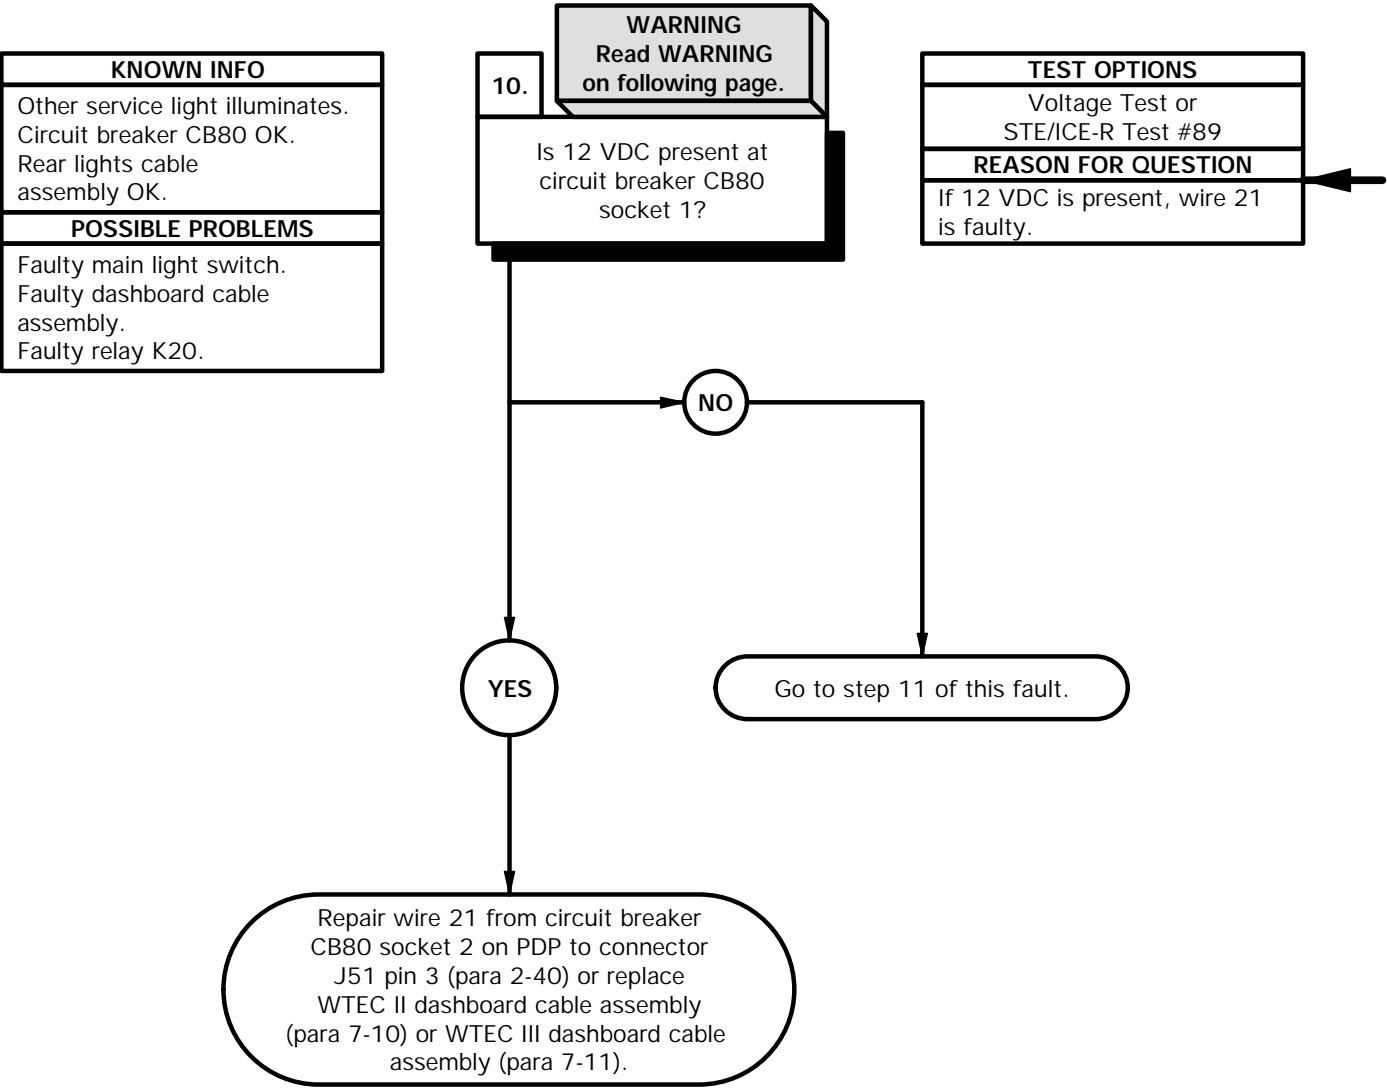 KNOWN INFO
Other service light illuminates.
Circuit breaker CB80 OK.
Rear lights cable
assembly OK.
POSSIBLE PROBLEMS
Faulty main light switch.
Faulty dashboard cable
assembly.
Faulty relay K20.
WARNING
Read WARNING
on following page.
10.
Is 12 VDC present at
circuit breaker CB80
socket 1?
TEST OPTIONS
Voltage Test or
STE/ICE-R Test #89
REASON FOR QUESTION
If 12 VDC is present, wire 21
is faulty.
NO
YES
Go to step 11 of this fault.
Repair wire 21 from circuit breaker
CB80 socket 2 on PDP to connector
J51 pin 3 (para 2-40) or replace
WTEC II dashboard cable assembly
(para 7-10) or WTEC III dashboard cable
assembly (para 7-11).